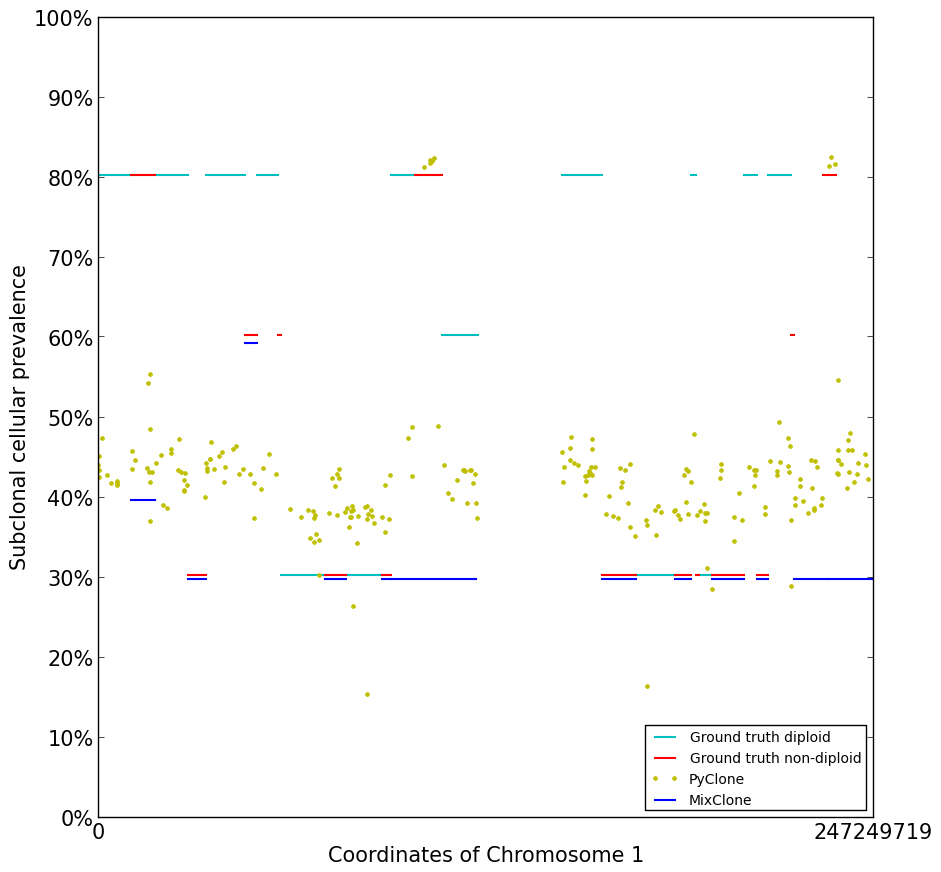 100%
90%
80%
70%
60%
50%
40%
30%
20%
10%
0%
Subclonal cellular prevalence
Ground truth diploid
Ground truth non-diploid
PyClone
MixClone
0
247249719
Coordinates of Chromosome 1